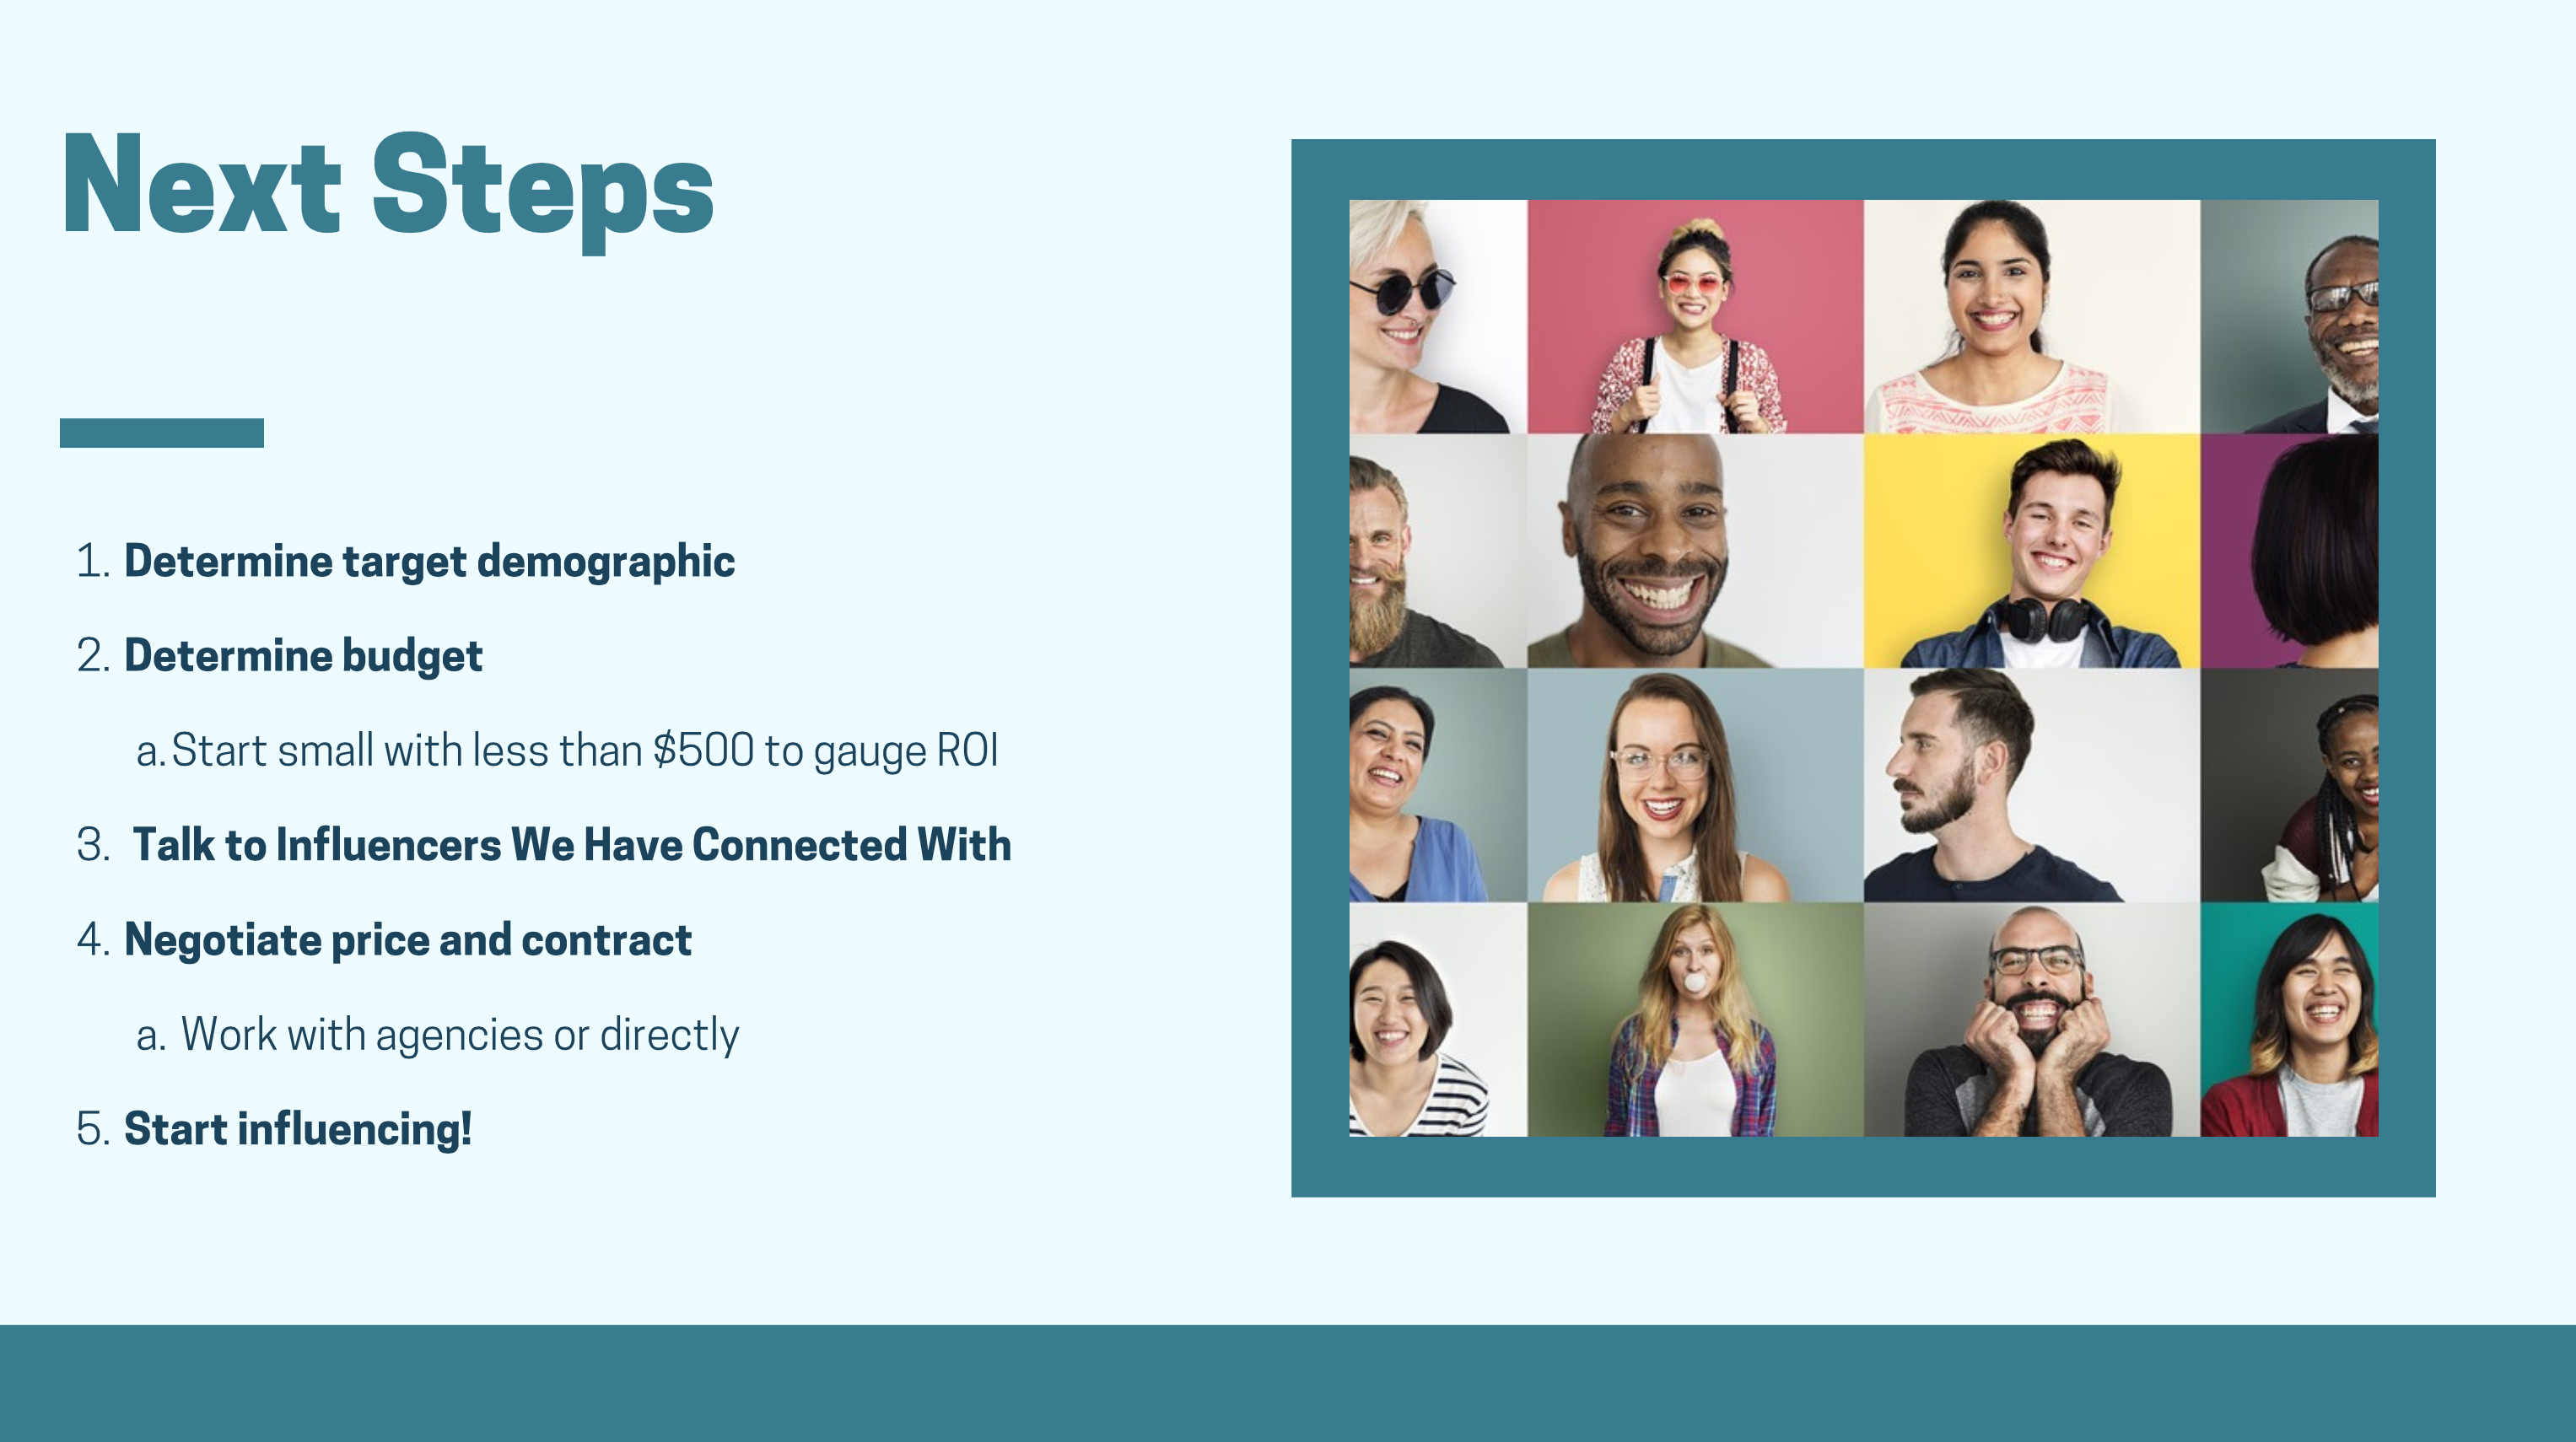 Next Steps
1. Determine target demographic
2. Determine budget
a. Start small with less than $500 to gauge ROI
3. Talk to Influencers We Have Connected With
4. Negotiate price and contract
a. Work with agencies or directly
5. Start influencing!